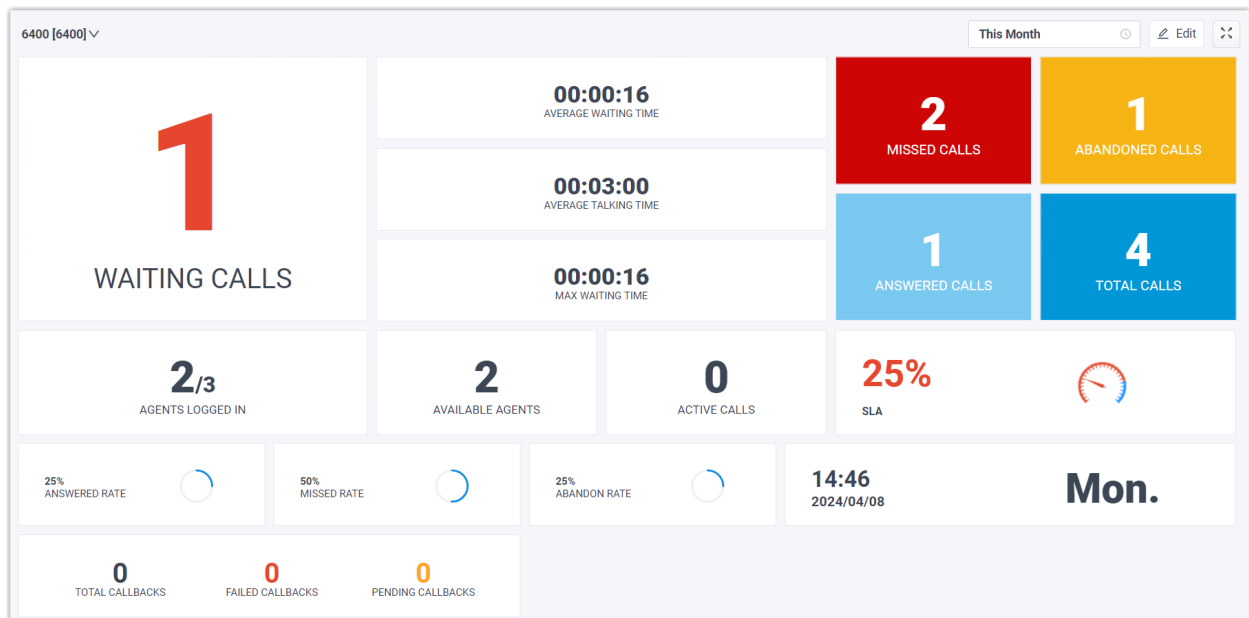 6400 [6400]
This Month
Edit
1
WAITING CALLS
00:00:16
AVERAGE WAITING TIME
00:03:00
AVERAGE TALKING TIME
00:00:16
MAX WAITING TIME
2
MISSED CALLS
1
ABANDONED CALLS
1
ANSWERED CALLS
4
TOTAL CALLS
2/3
AGENTS LOGGED IN
2
AVAILABLE AGENTS
0
ACTIVE CALLS
25%
SLA
25%
ANSWERED RATE
50%
MISSED RATE
25%
ABANDON RATE
14:46
2024/04/08
Mon.
0
TOTAL CALLBACKS
0
FAILED CALLBACKS
0
PENDING CALLBACKS